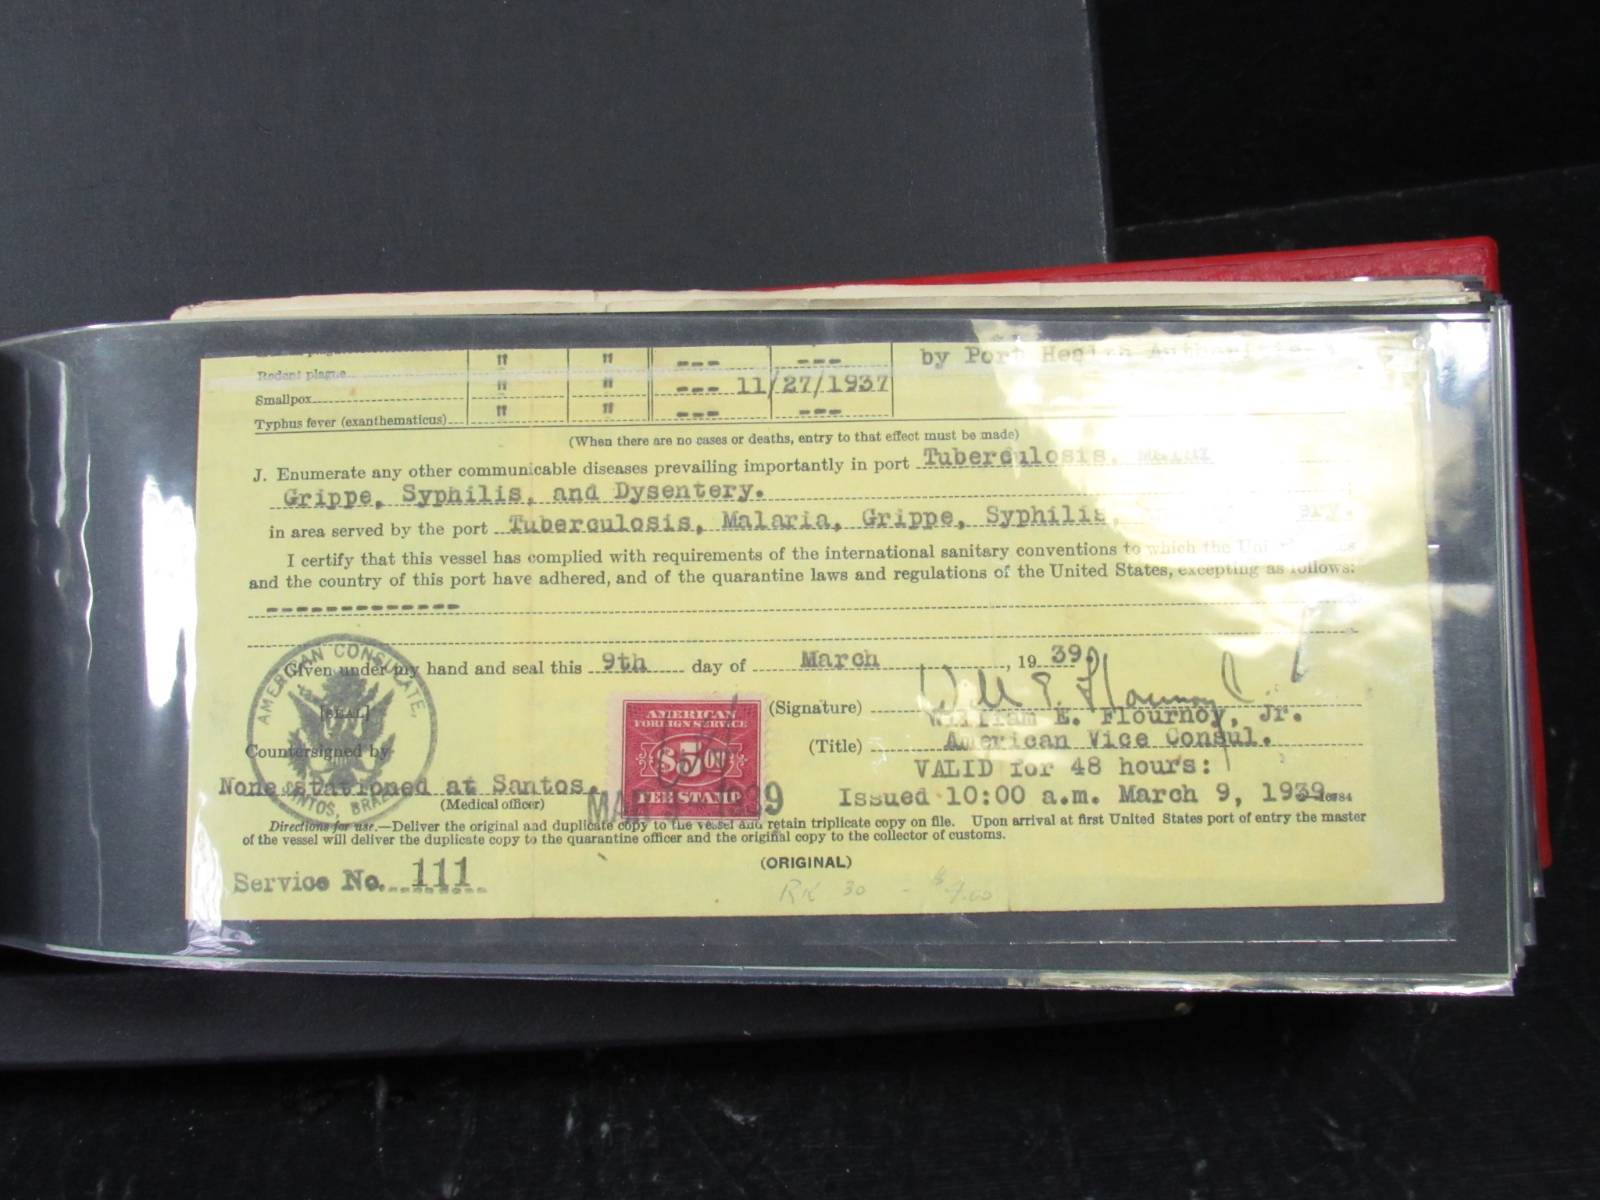 by Port Health
Rodent plague " " --- ---
Smallpox " " --- 11/27/1937
Typhus fever (exanthematicus) " " --- ---
(When there are no cases or deaths, entry to that effect must be made)
J. Enumerate any other communicable diseases prevailing importantly in port Tuberculosis,
Grippe, Syphilis, and Dysentery.
in area served by the port Tuberculosis, Malaria, Grippe, Syphilis,
I certify that this vessel has complied with requirements of the international sanitary conventions to which the
and the country of this port have adhered, and of the quarantine laws and regulations of the United States, excepting as follows:
-------------
Given under my hand and seal this 9th day of March, 1939
AMERICAN CONSULATE,
SANTOS, BRAZIL
[SEAL]
AMERICAN
FOREIGN SERVICE
$5.00
FEE STAMP
(Signature) Will E. Flournoy Jr.
William E. Flournoy, Jr.
Countersigned by
(Title) American Vice Consul.
VALID for 48 hours:
None stationed at Santos.
(Medical officer)
Issued 10:00 a.m. March 9, 1939
Directions for use.—Deliver the original and duplicate copy to the vessel and retain triplicate copy on file. Upon arrival at first United States port of entry the master
of the vessel will deliver the duplicate copy to the quarantine officer and the original copy to the collector of customs.
(ORIGINAL)
Service No. 111
RK 30 -